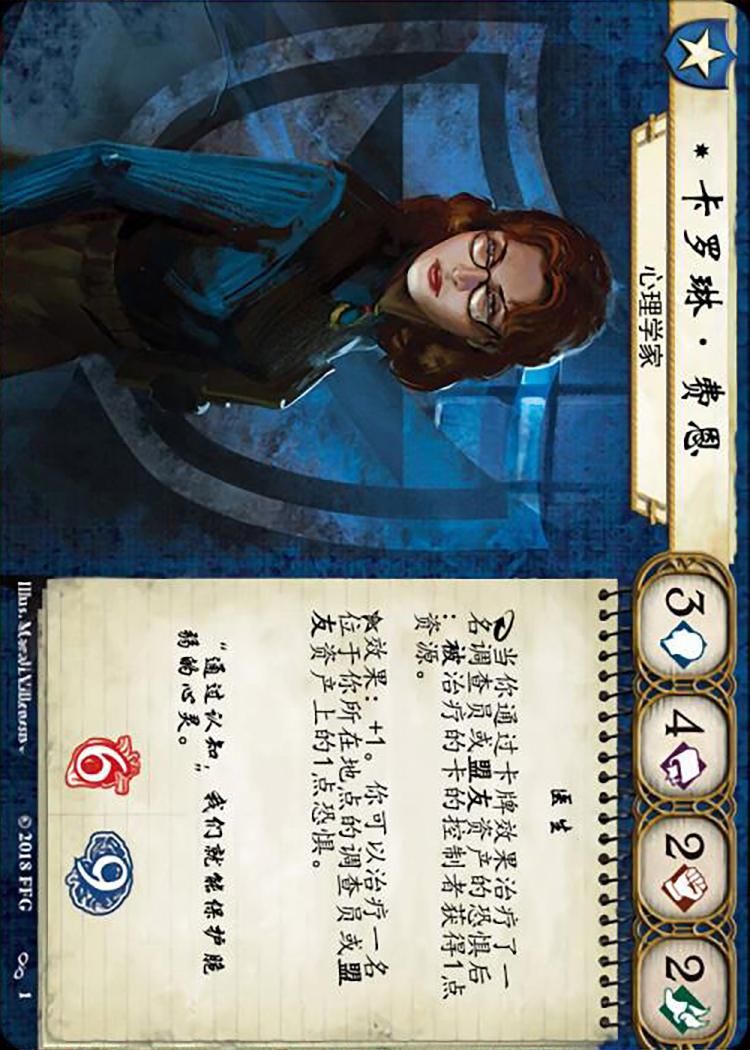 卡罗琳·费恩
心理学家
3
4
2
2
医生
当你通过卡牌效果治疗了一
名调查员或盟友资产的恐惧后
：被治疗的卡的控制者获得1点
资源。
效果：+1。你可以治疗一名
位于你所在地点的调查员或盟
友资产上的1点恐惧。
“通过认知，我们就能保护脆
弱的心灵。”
6
9
Illus. Magali Villeneuve
© 2018 FFG
1